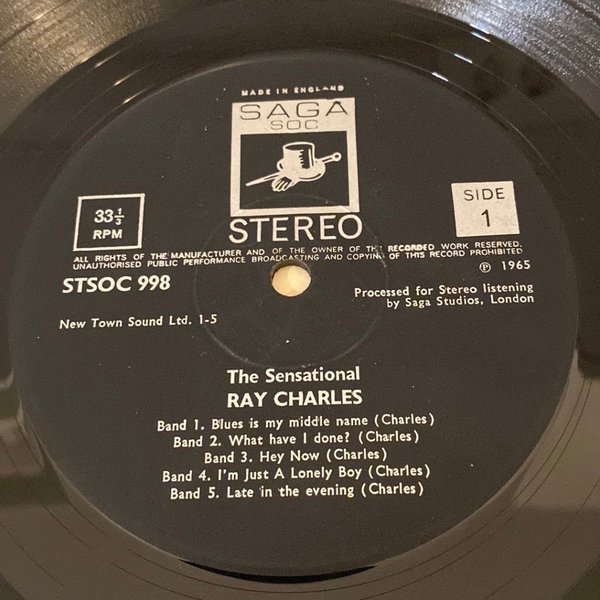 MADE IN ENGLAND
SAGA
SOC
33⅓
RPM
STEREO
SIDE
1
ALL RIGHTS OF THE MANUFACTURER AND OF THE OWNER OF THE RECORDED WORK RESERVED.
UNAUTHORISED PUBLIC PERFORMANCE BROADCASTING AND COPYING OF THIS RECORD PROHIBITED
STSOC 998
℗ 1965
Processed for Stereo listening
by Saga Studios, London
New Town Sound Ltd. 1-5
The Sensational
RAY CHARLES
Band 1. Blues is my middle name (Charles)
Band 2. What have I done? (Charles)
Band 3. Hey Now (Charles)
Band 4. I'm Just A Lonely Boy (Charles)
Band 5. Late in the evening (Charles)